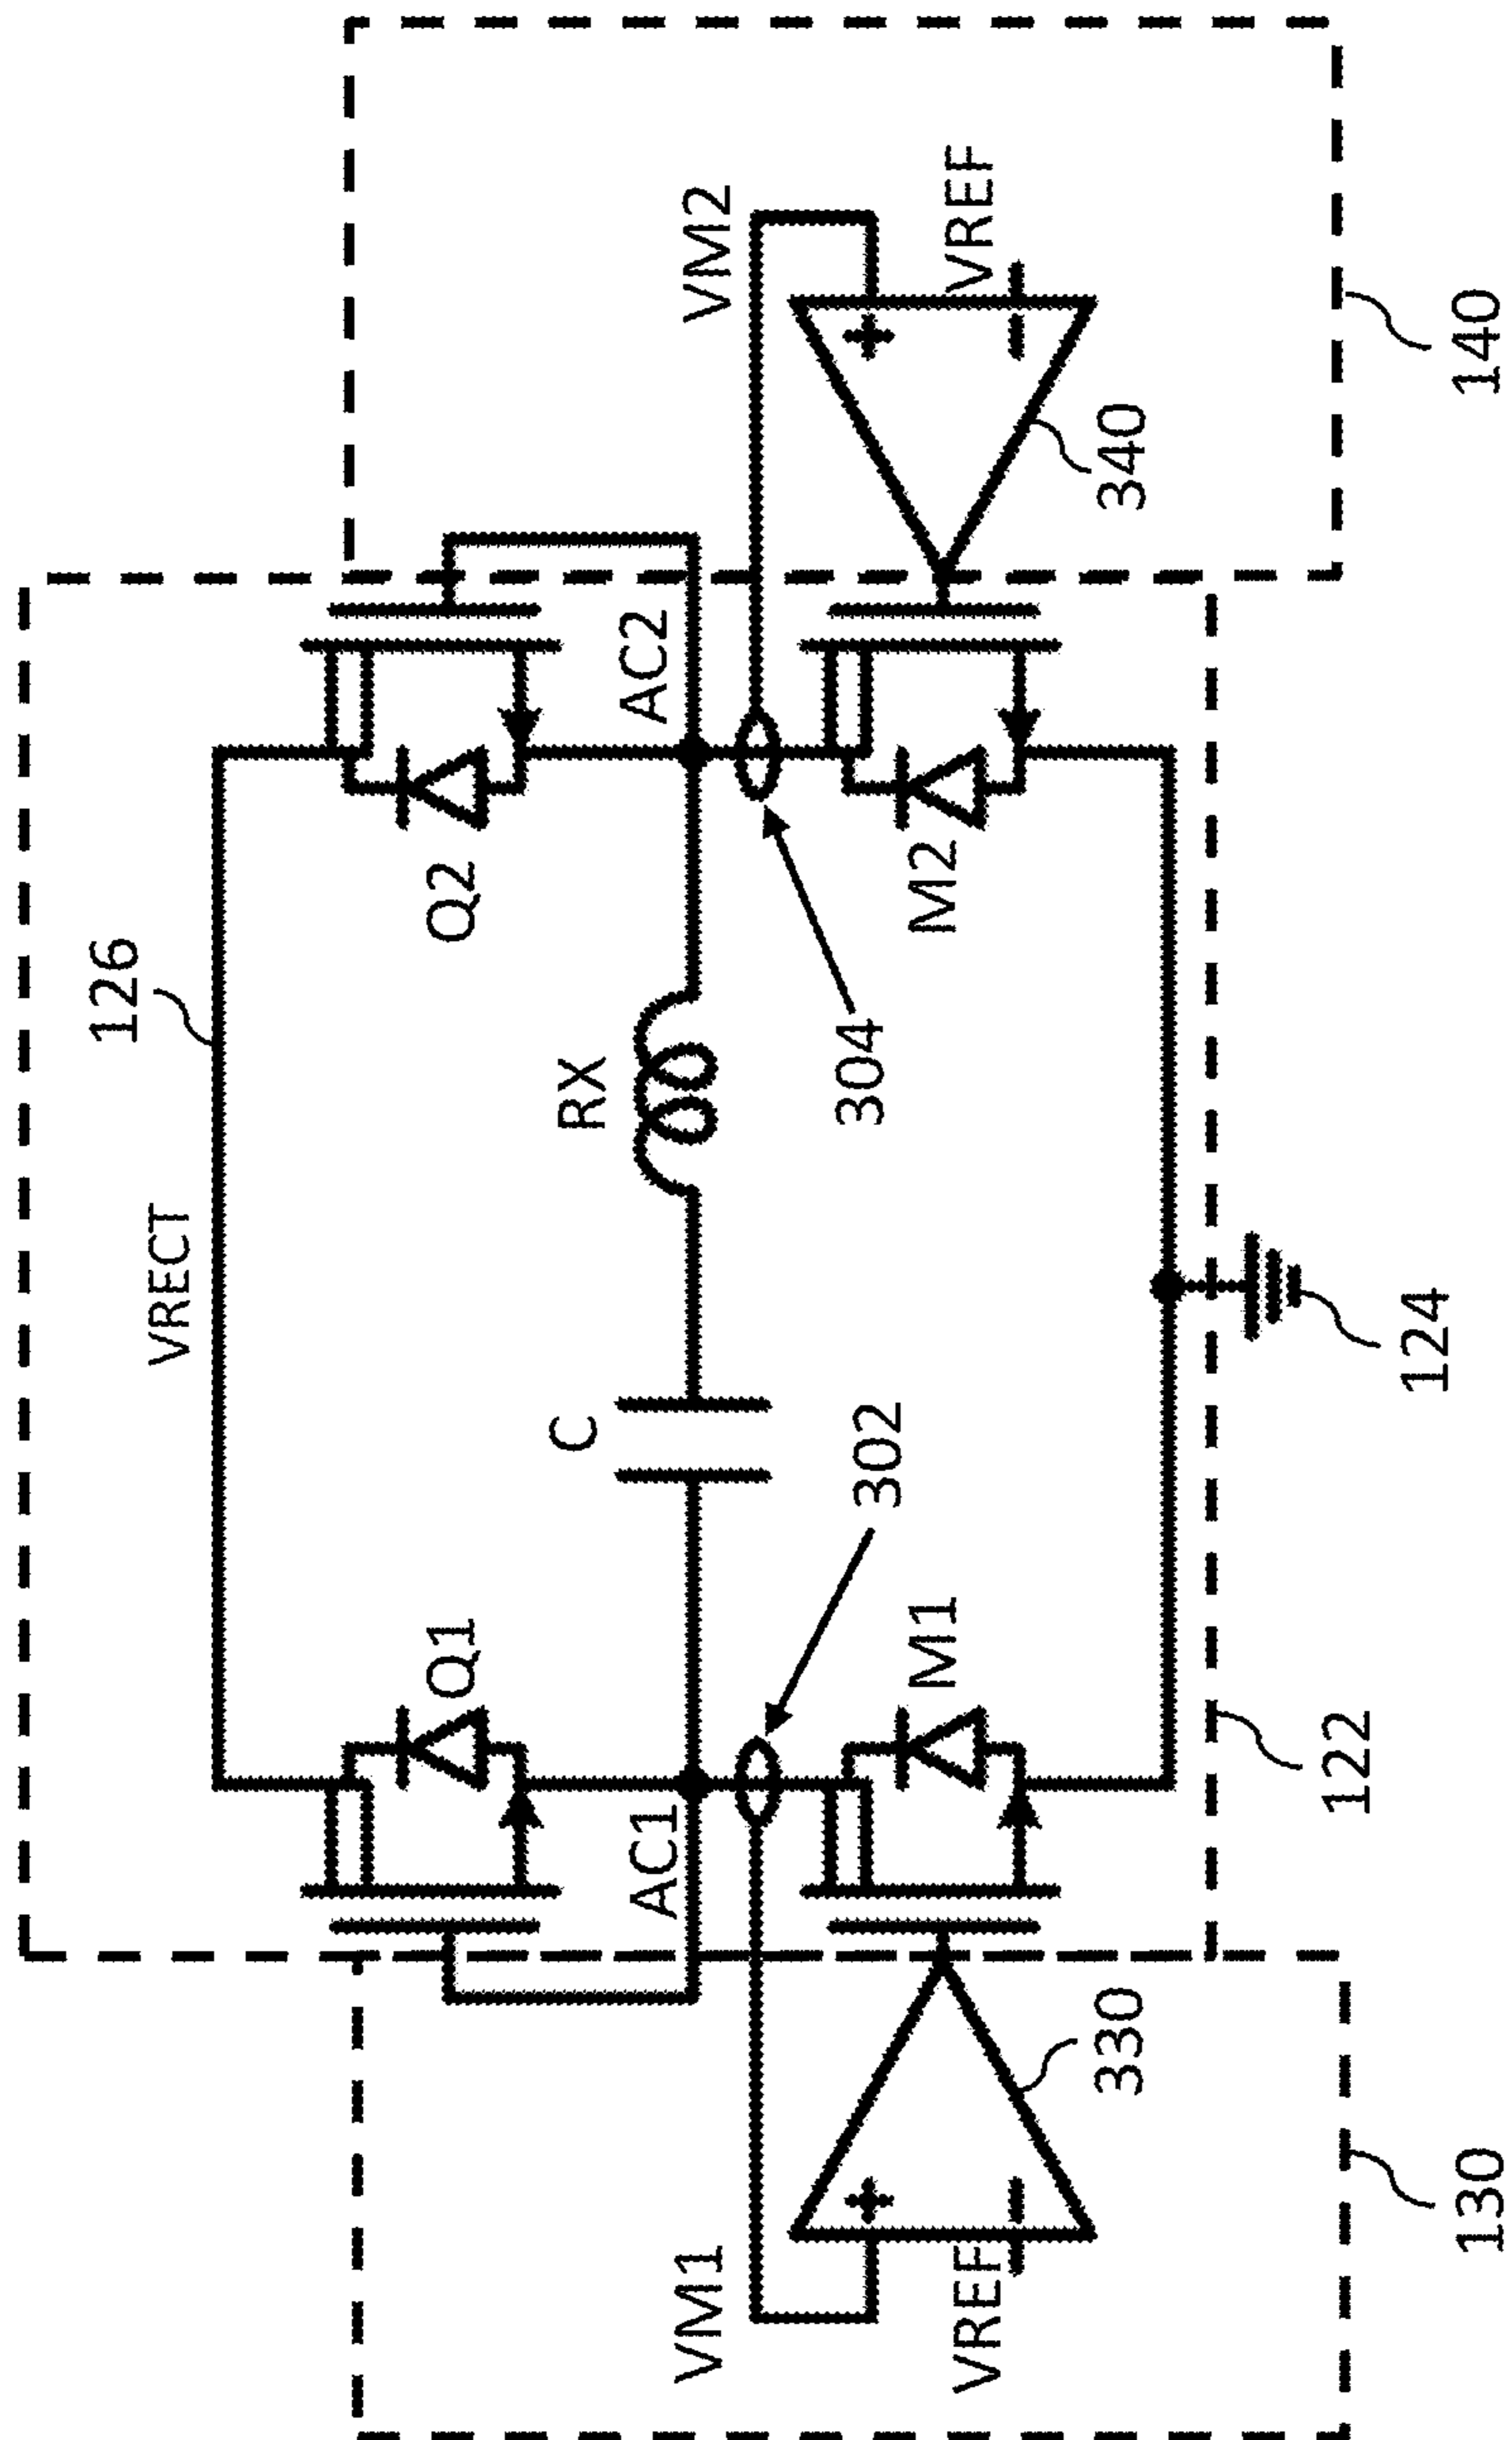 126
VRECT
Q1
Q2
C
RX
AC1
AC2
VM1
VM2
302
304
+
−
+
−
M1
M2
VREF
VREF
330
340
122
124
130
140